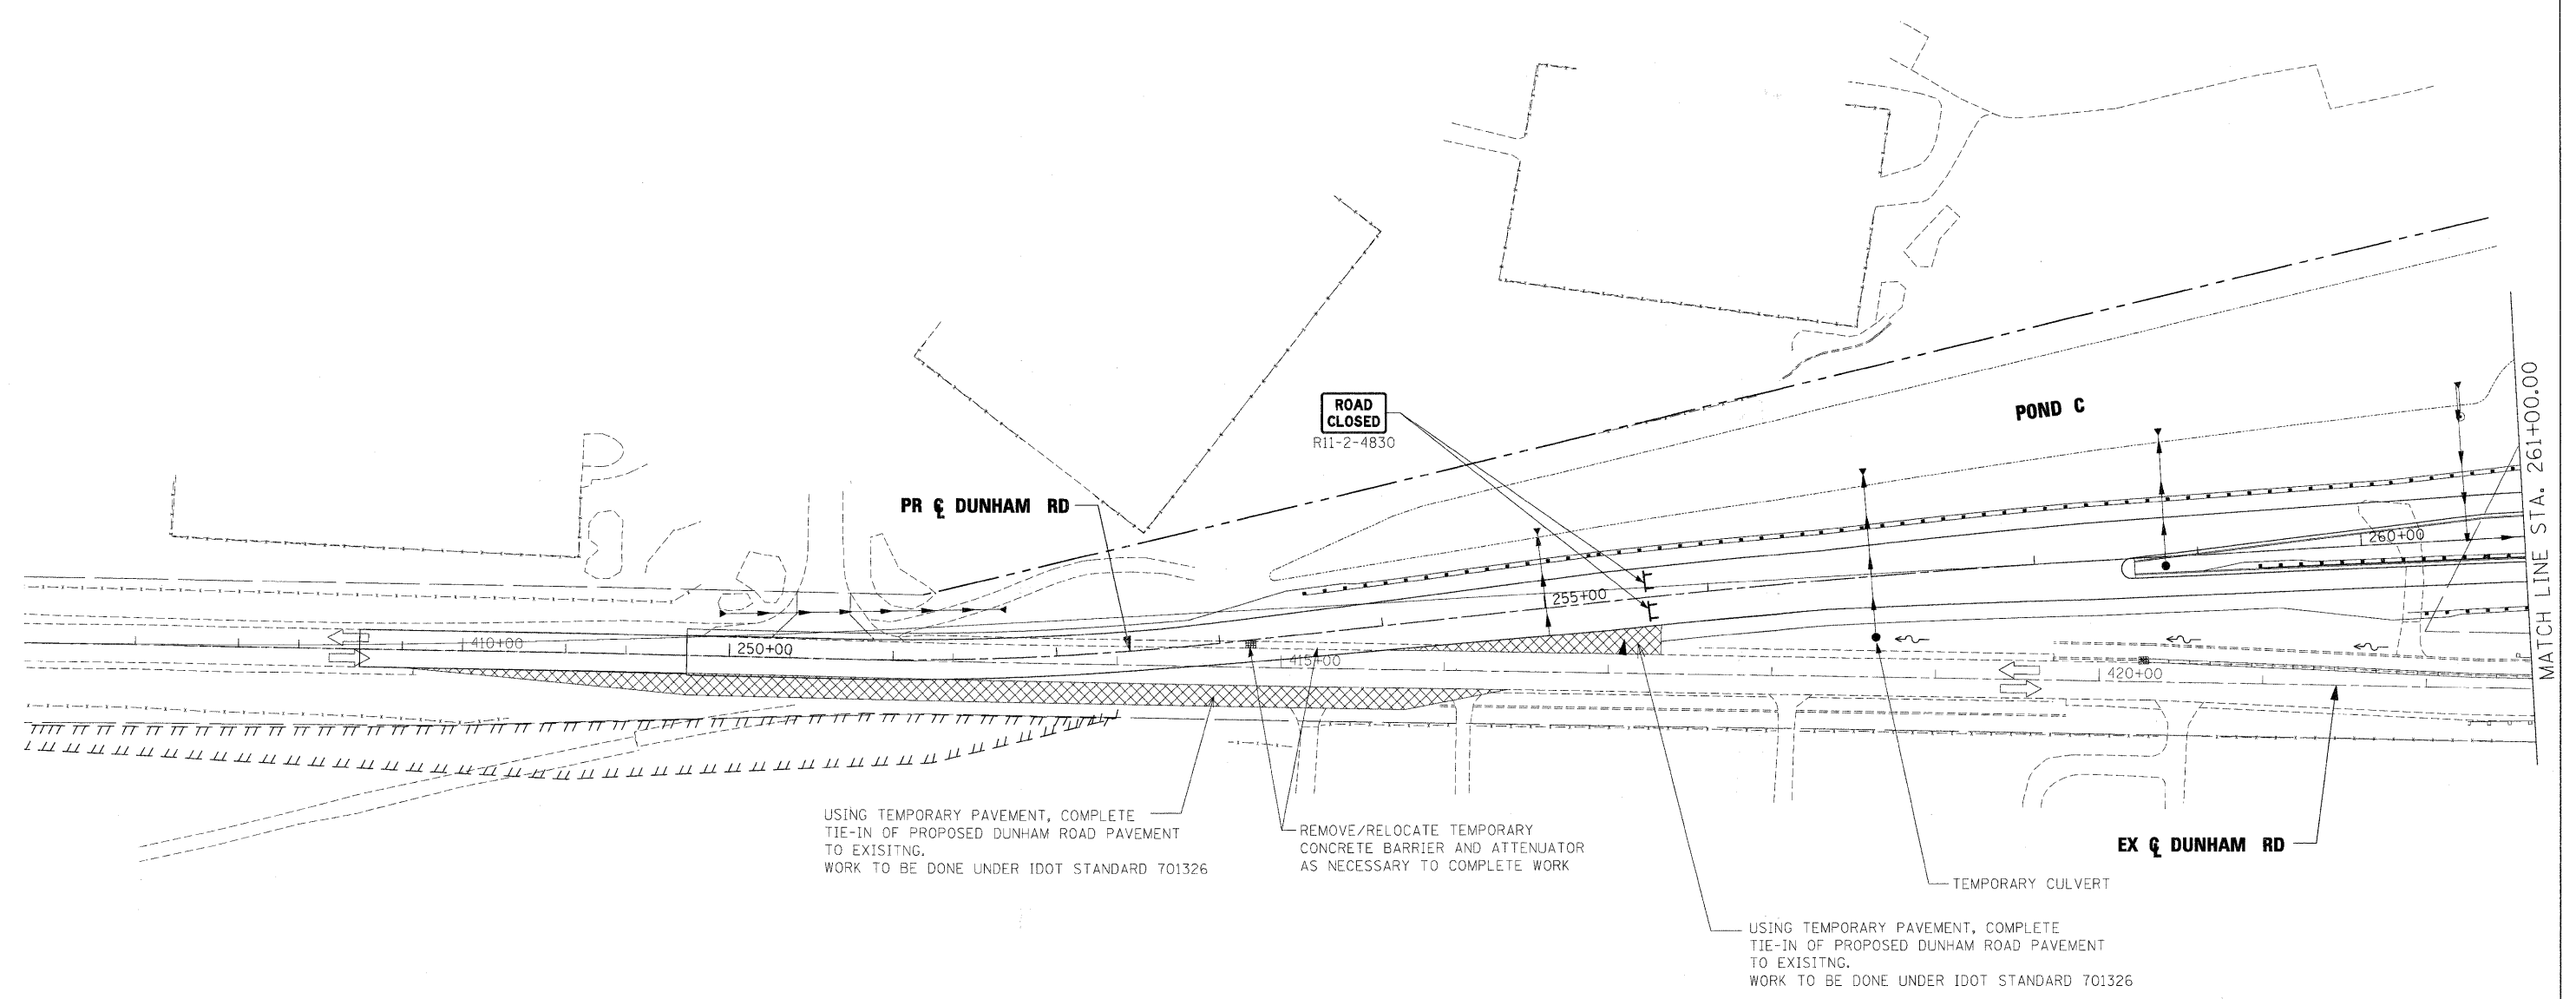 POND C
ROAD
CLOSED
R11-2-4830
PR ℄ DUNHAM RD
MATCH LINE STA. 261+00.00
260+00
255+00
410+00
250+00
415+00
420+00
USING TEMPORARY PAVEMENT, COMPLETE
TIE-IN OF PROPOSED DUNHAM ROAD PAVEMENT
TO EXISITNG.
WORK TO BE DONE UNDER IDOT STANDARD 701326
REMOVE/RELOCATE TEMPORARY
CONCRETE BARRIER AND ATTENUATOR
AS NECESSARY TO COMPLETE WORK
EX ℄ DUNHAM RD
TEMPORARY CULVERT
USING TEMPORARY PAVEMENT, COMPLETE
TIE-IN OF PROPOSED DUNHAM ROAD PAVEMENT
TO EXISITNG.
WORK TO BE DONE UNDER IDOT STANDARD 701326